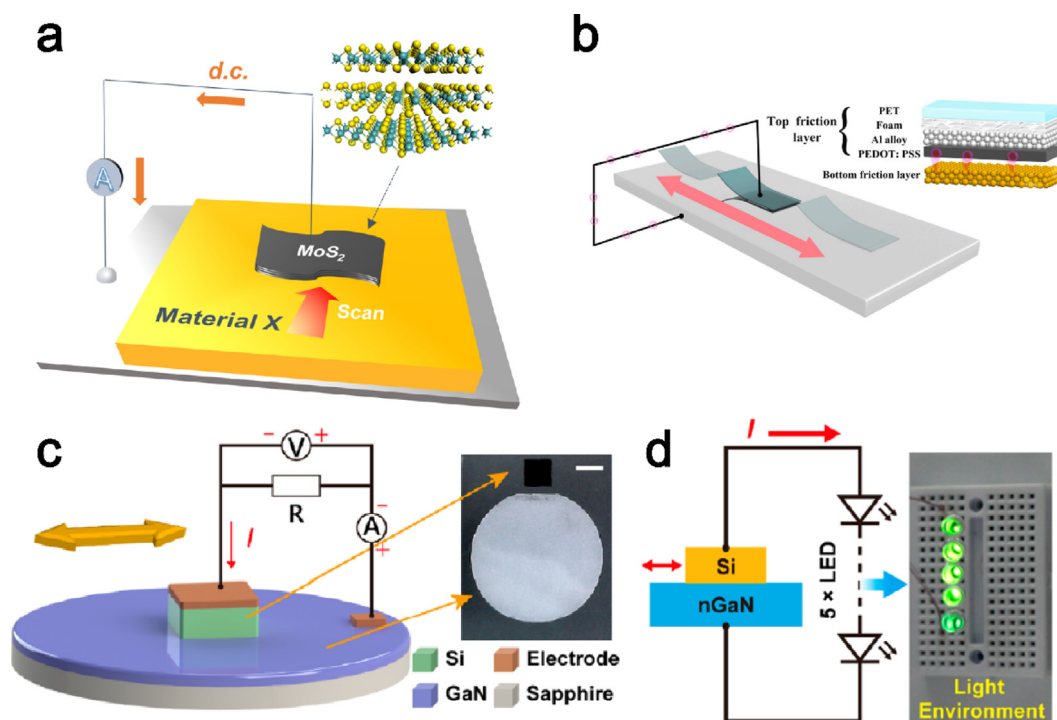 a
d.c.
A
MoS₂
Scan
Material X
b
Top friction
layer
PET
Foam
Al alloy
PEDOT: PSS
Bottom friction layer
c
− V +
R
−
A
+
I
Si
Electrode
GaN
Sapphire
d
I
Si
nGaN
5 × LED
Light
Environment